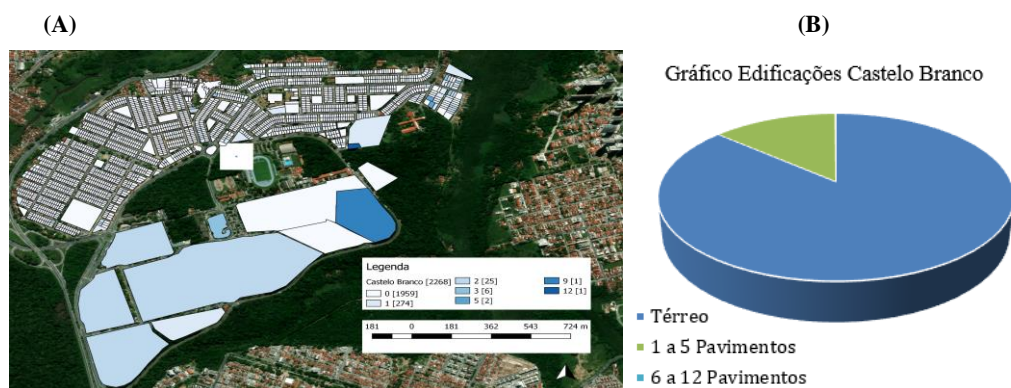 (A)
(B)
Legenda
Castelo Branco [2268]
0 [1959]
1 [274]
2 [25]
3 [6]
5 [2]
9 [1]
12 [1]
181 0 181 362 543 724 m
Gráfico Edificações Castelo Branco
Térreo
1 a 5 Pavimentos
6 a 12 Pavimentos